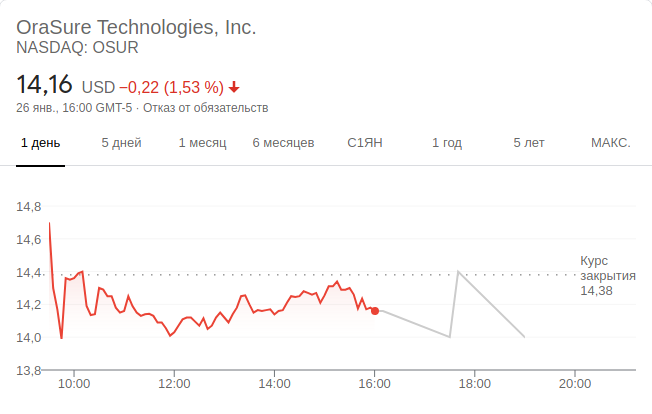 OraSure Technologies, Inc.
NASDAQ: OSUR
14,16 USD −0,22 (1,53 %)
26 янв., 16:00 GMT-5 · Отказ от обязательств
1 день 5 дней 1 месяц 6 месяцев С1ЯН 1 год 5 лет МАКС.
14,8
14,6
14,4
14,2
14,0
13,8
Курс
закрытия
14,38
10:00 12:00 14:00 16:00 18:00 20:00